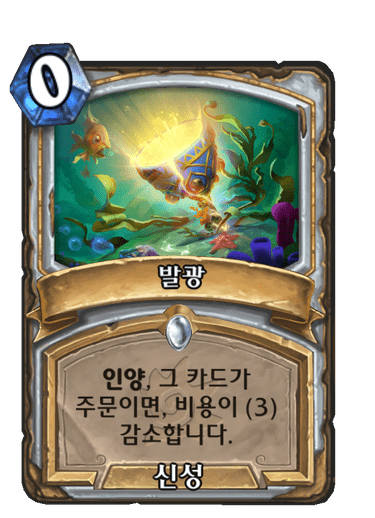 0
발광
인양, 그 카드가
주문이면, 비용이 (3)
감소합니다.
신성